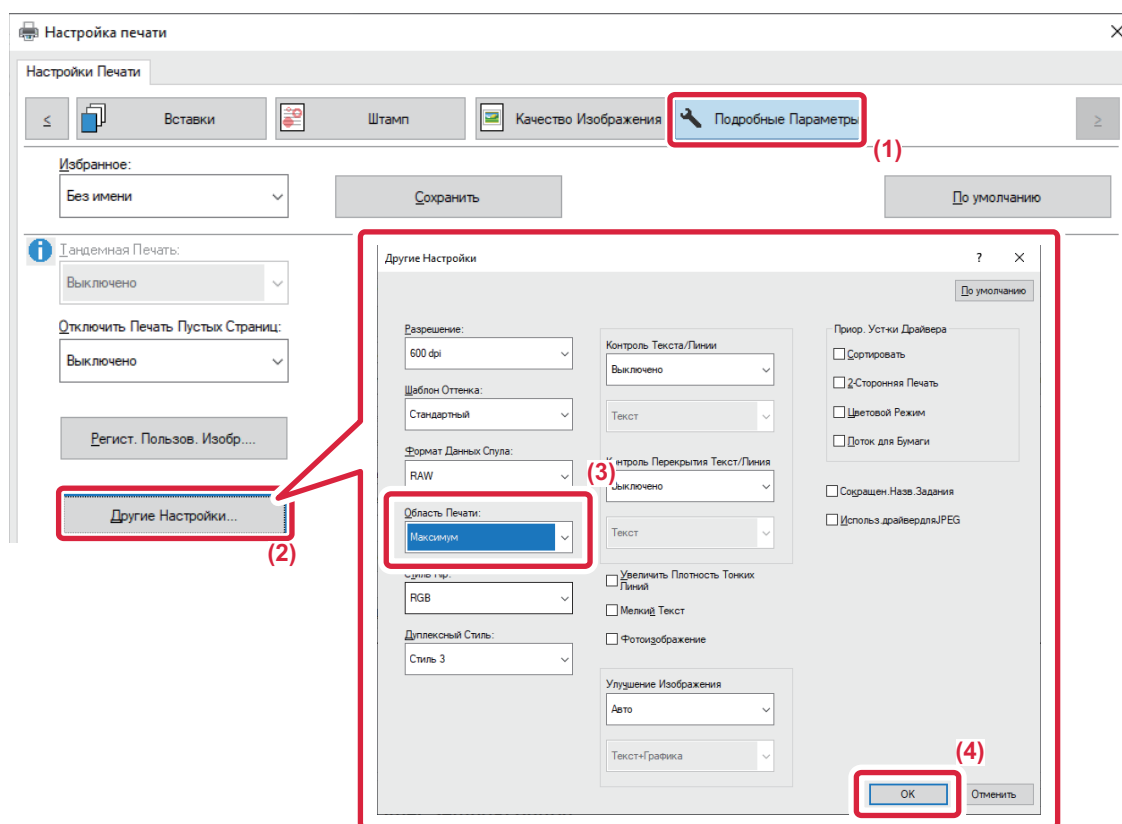 Настройка печати
Настройки Печати
< Вставки Штамп Качество Изображения Подробные Параметры >
(1)
Избранное:
Без имени Сохранить По умолчанию
Тандемная Печать:
Выключено
Отключить Печать Пустых Страниц:
Выключено
Регист. Пользов. Изобр....
Другие Настройки...
(2)
Другие Настройки ?
По умолчанию
Разрешение:
600 dpi
Шаблон Оттенка:
Стандартный
Формат Данных Спула:
RAW
(3)
Область Печати:
Максимум
RGB
Дуплексный Стиль:
Стиль 3
Контроль Текста/Линии
Выключено
Текст
Контроль Перекрытия Текст/Линия
Выключено
Текст
Увеличить Плотность Тонких
Линий
Мелкий Текст
Фотоизображение
Улучшение Изображения
Авто
Текст+Графика
Приор. Уст-ки Драйвера
Сортировать
2-Сторонняя Печать
Цветовой Режим
Лоток для Бумаги
Сокращен.Назв.Задания
Использ.драйвердляJPEG
(4)
OK Отменить